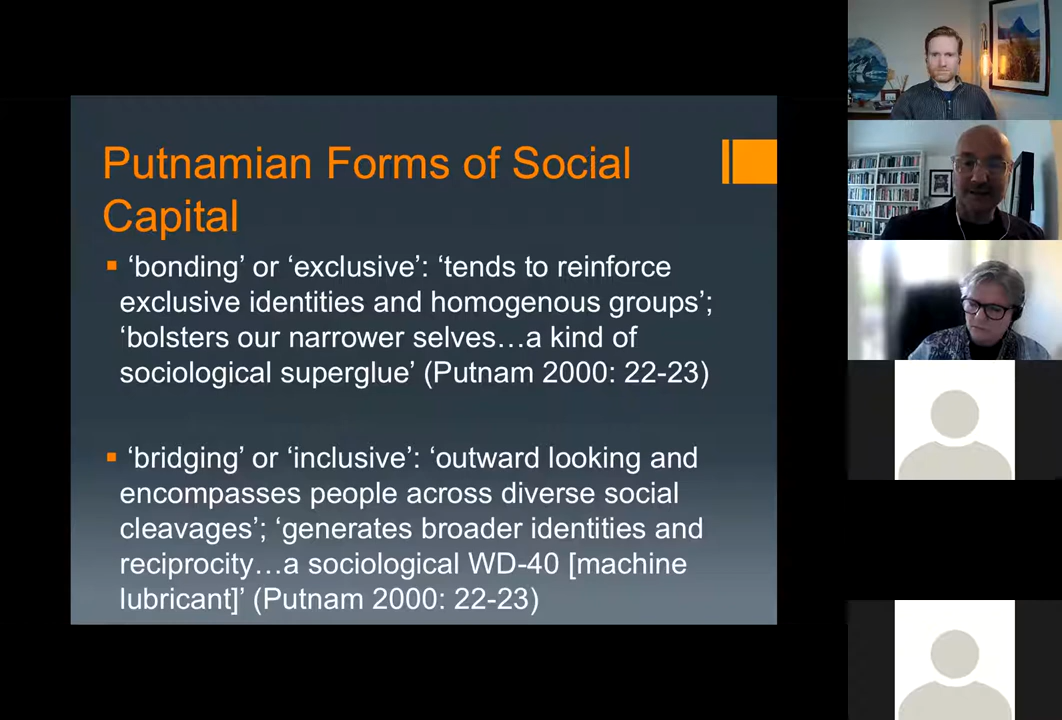 Putnamian Forms of Social
Capital
‘bonding’ or ‘exclusive’: ‘tends to reinforce
exclusive identities and homogenous groups’;
‘bolsters our narrower selves…a kind of
sociological superglue’ (Putnam 2000: 22-23)
‘bridging’ or ‘inclusive’: ‘outward looking and
encompasses people across diverse social
cleavages’; ‘generates broader identities and
reciprocity…a sociological WD-40 [machine
lubricant]’ (Putnam 2000: 22-23)